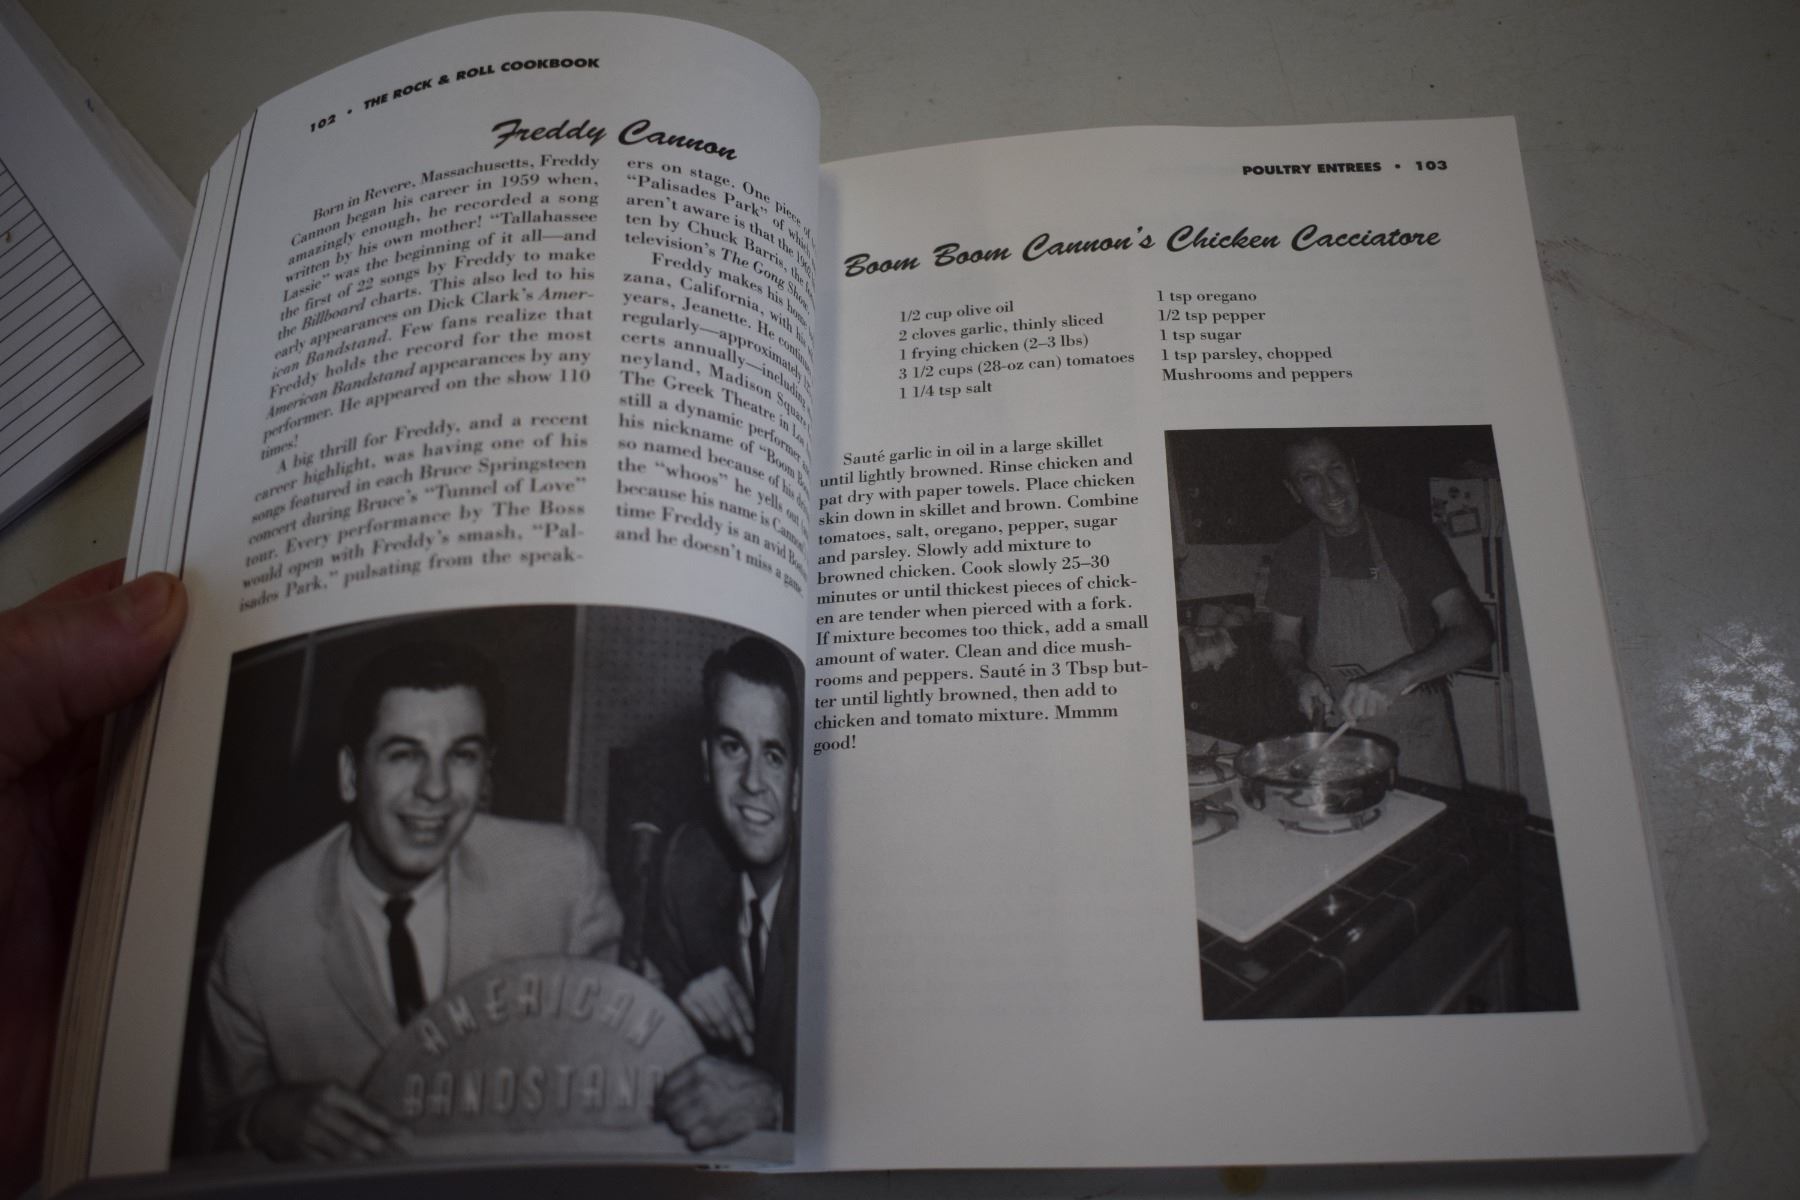 102 • THE ROCK & ROLL COOKBOOK
Freddy Cannon
Born in Revere, Massachusetts, Freddy
Cannon began his career in 1959 when,
amazingly enough, he recorded a song
written by his own mother! “Tallahassee
Lassie” was the beginning of it all—and
the first of 22 songs by Freddy to make
the Billboard charts. This also led to his
early appearances on Dick Clark’s Amer-
ican Bandstand. Few fans realize that
Freddy holds the record for the most
American Bandstand appearances by any
performer. He appeared on the show 110
times!
A big thrill for Freddy, and a recent
career highlight, was having one of his
songs featured in each Bruce Springsteen
concert during Bruce’s “Tunnel of Love”
tour. Every performance by The Boss
would open with Freddy’s smash, “Pal-
isades Park,” pulsating from the speak-
ers on stage. One piece of
“Palisades Park” of which
aren’t aware is that the 1962
ten by Chuck Barris, the
television’s The Gong Show.
Freddy makes his home
zana, California, with his
years, Jeanette. He
regularly—approximately
certs annually—including
neyland, Madison Square
The Greek Theatre in Los
still a dynamic performer
his nickname of “Boom
so named because of his
the “whoos” he yells out
because his name is Cannon
time Freddy is an avid
and he doesn’t miss a game.
AMERICAN
BANDSTAND
POULTRY ENTREES • 103
Boom Boom Cannon’s Chicken Cacciatore
1/2 cup olive oil
2 cloves garlic, thinly sliced
1 frying chicken (2–3 lbs)
3 1/2 cups (28-oz can) tomatoes
1 1/4 tsp salt
1 tsp oregano
1/2 tsp pepper
1 tsp sugar
1 tsp parsley, chopped
Mushrooms and peppers
Sauté garlic in oil in a large skillet
until lightly browned. Rinse chicken and
pat dry with paper towels. Place chicken
skin down in skillet and brown. Combine
tomatoes, salt, oregano, pepper, sugar
and parsley. Slowly add mixture to
browned chicken. Cook slowly 25–30
minutes or until thickest pieces of chick-
en are tender when pierced with a fork.
If mixture becomes too thick, add a small
amount of water. Clean and dice mush-
rooms and peppers. Sauté in 3 Tbsp but-
ter until lightly browned, then add to
chicken and tomato mixture. Mmmm
good!